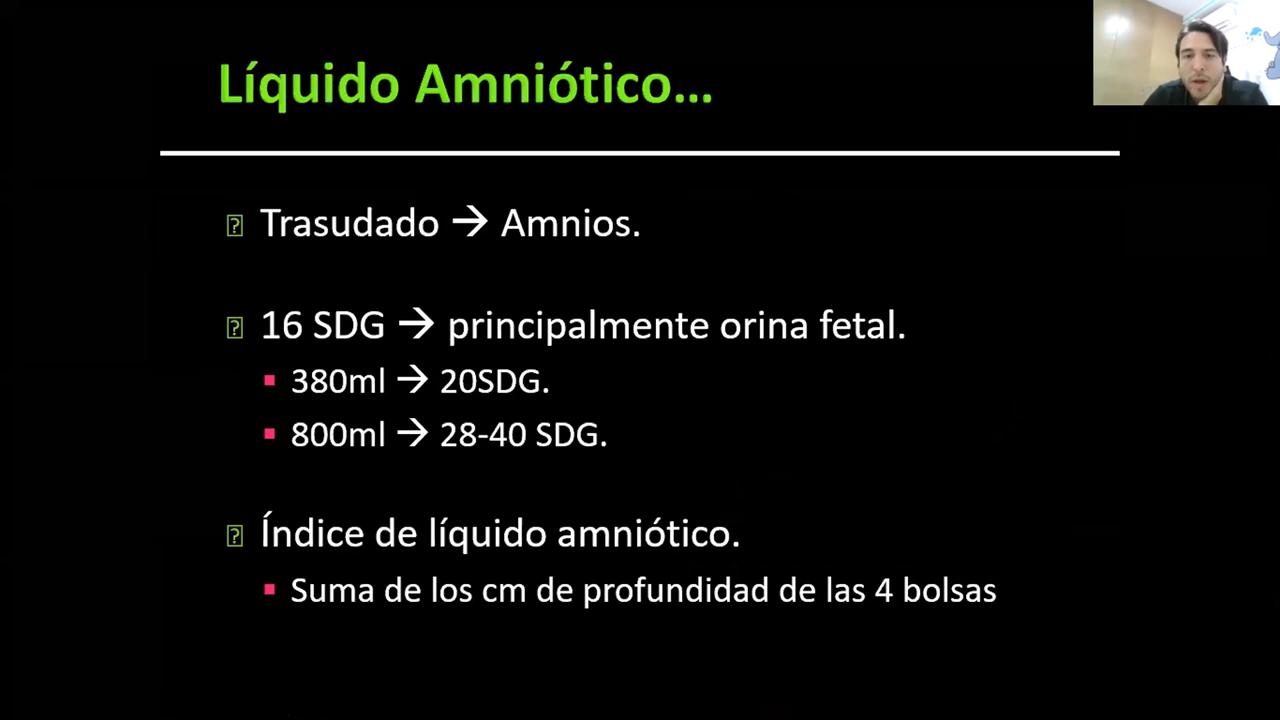 Líquido Amniótico...
Trasudado → Amnios.
16 SDG → principalmente orina fetal.
380ml → 20SDG.
800ml → 28-40 SDG.
Índice de líquido amniótico.
Suma de los cm de profundidad de las 4 bolsas